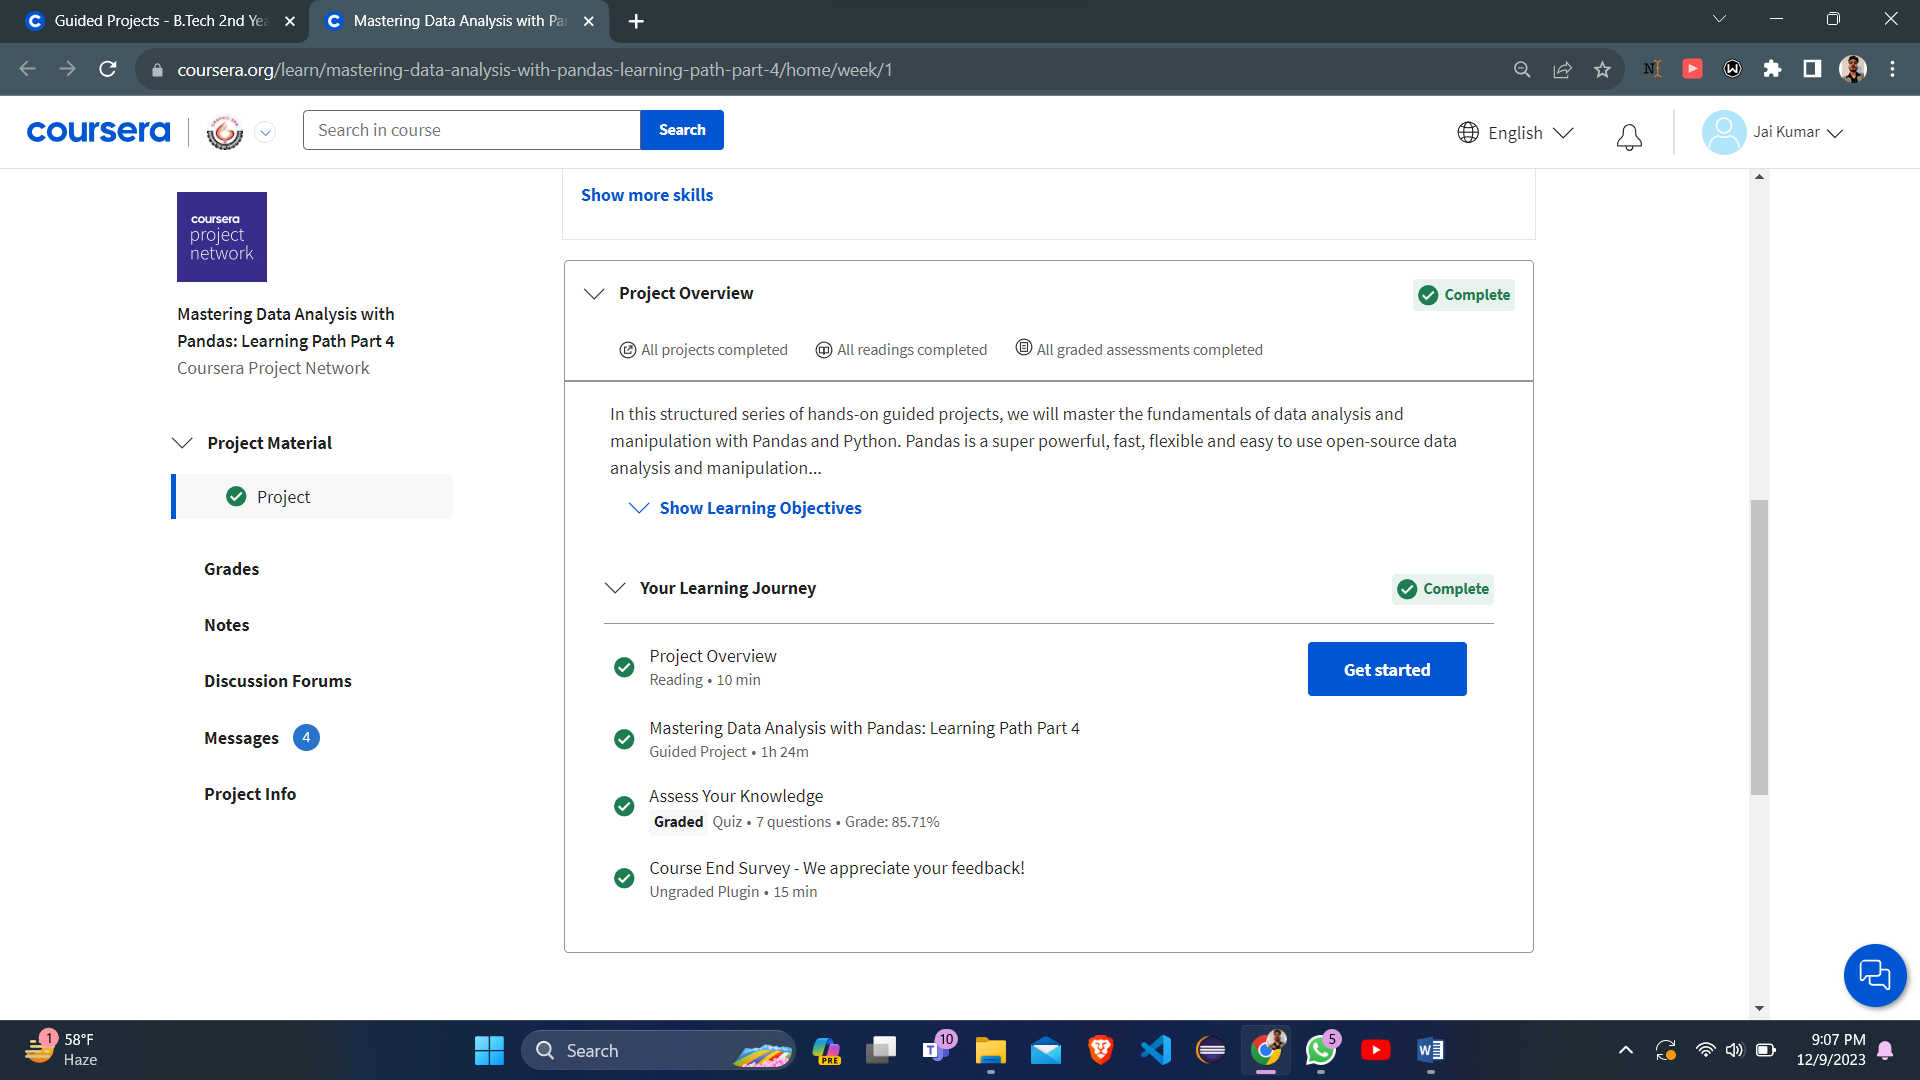 Guided Projects - B.Tech 2nd Yea
Mastering Data Analysis with Pan
coursera.org/learn/mastering-data-analysis-with-pandas-learning-path-part-4/home/week/1
coursera
Search in course
Search
English
Jai Kumar
coursera
project
network
Mastering Data Analysis with
Pandas: Learning Path Part 4
Coursera Project Network
Project Material
Project
Grades
Notes
Discussion Forums
Messages 4
Project Info
Show more skills
Project Overview
Complete
All projects completed
All readings completed
All graded assessments completed
In this structured series of hands-on guided projects, we will master the fundamentals of data analysis and
manipulation with Pandas and Python. Pandas is a super powerful, fast, flexible and easy to use open-source data
analysis and manipulation...
Show Learning Objectives
Your Learning Journey
Complete
Project Overview
Reading • 10 min
Get started
Mastering Data Analysis with Pandas: Learning Path Part 4
Guided Project • 1h 24m
Assess Your Knowledge
Graded Quiz • 7 questions • Grade: 85.71%
Course End Survey - We appreciate your feedback!
Ungraded Plugin • 15 min
1
58°F
Haze
Search
PRE
10
5
9:07 PM
12/9/2023